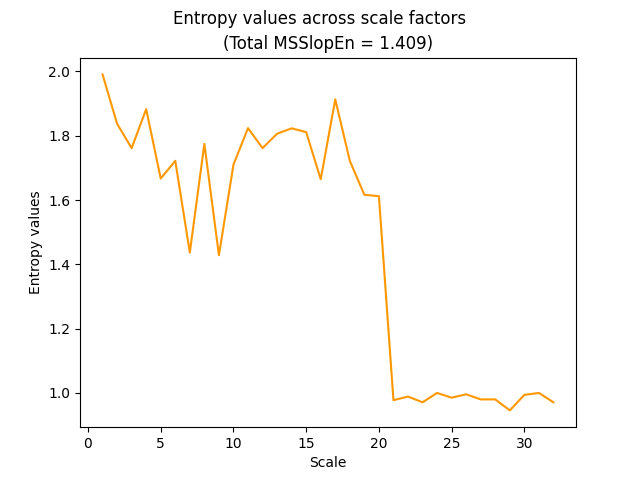 Entropy values across scale factors
(Total MSSlopEn = 1.409)
2.0
1.8
1.6
1.4
1.2
1.0
Entropy values
0 5 10 15 20 25 30
Scale